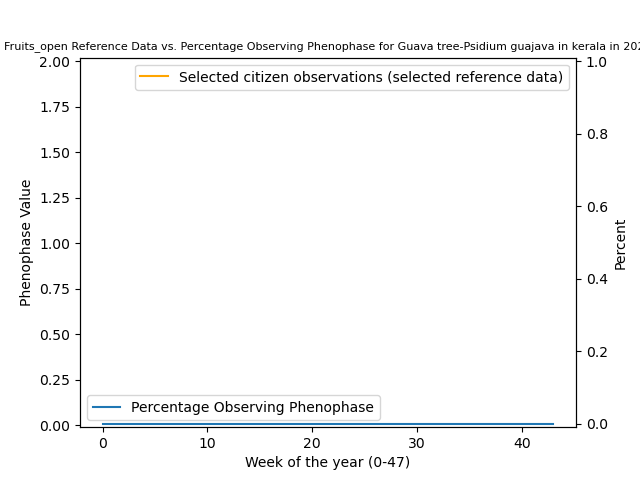 Fruits_open Reference Data vs. Percentage Observing Phenophase for Guava tree-Psidium guajava in kerala in
2.00
1.75
1.50
1.25
1.00
0.75
0.50
0.25
0.00
Phenophase Value
Selected citizen observations (selected reference data)
Percentage Observing Phenophase
1.0
0.8
0.6
0.4
0.2
0.0
Percent
0 10 20 30 40
Week of the year (0-47)